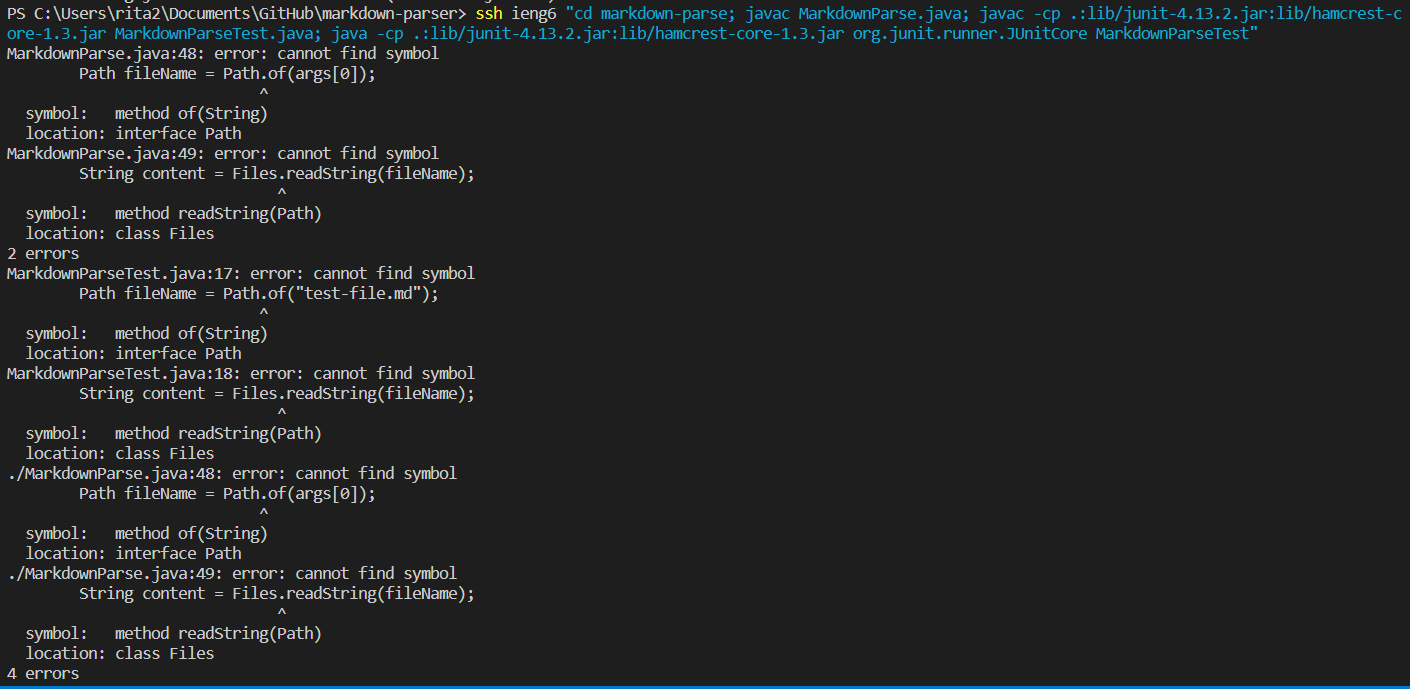 PS C:\Users\rita2\Documents\GitHub\markdown-parser> ssh ieng6 "cd markdown-parse; javac MarkdownParse.java; javac -cp .:lib/junit-4.13.2.jar:lib/hamcrest-c
ore-1.3.jar MarkdownParseTest.java; java -cp .:lib/junit-4.13.2.jar:lib/hamcrest-core-1.3.jar org.junit.runner.JUnitCore MarkdownParseTest"
MarkdownParse.java:48: error: cannot find symbol
        Path fileName = Path.of(args[0]);
                            ^
  symbol:   method of(String)
  location: interface Path
MarkdownParse.java:49: error: cannot find symbol
        String content = Files.readString(fileName);
                              ^
  symbol:   method readString(Path)
  location: class Files
2 errors
MarkdownParseTest.java:17: error: cannot find symbol
        Path fileName = Path.of("test-file.md");
                            ^
  symbol:   method of(String)
  location: interface Path
MarkdownParseTest.java:18: error: cannot find symbol
        String content = Files.readString(fileName);
                              ^
  symbol:   method readString(Path)
  location: class Files
./MarkdownParse.java:48: error: cannot find symbol
        Path fileName = Path.of(args[0]);
                            ^
  symbol:   method of(String)
  location: interface Path
./MarkdownParse.java:49: error: cannot find symbol
        String content = Files.readString(fileName);
                              ^
  symbol:   method readString(Path)
  location: class Files
4 errors